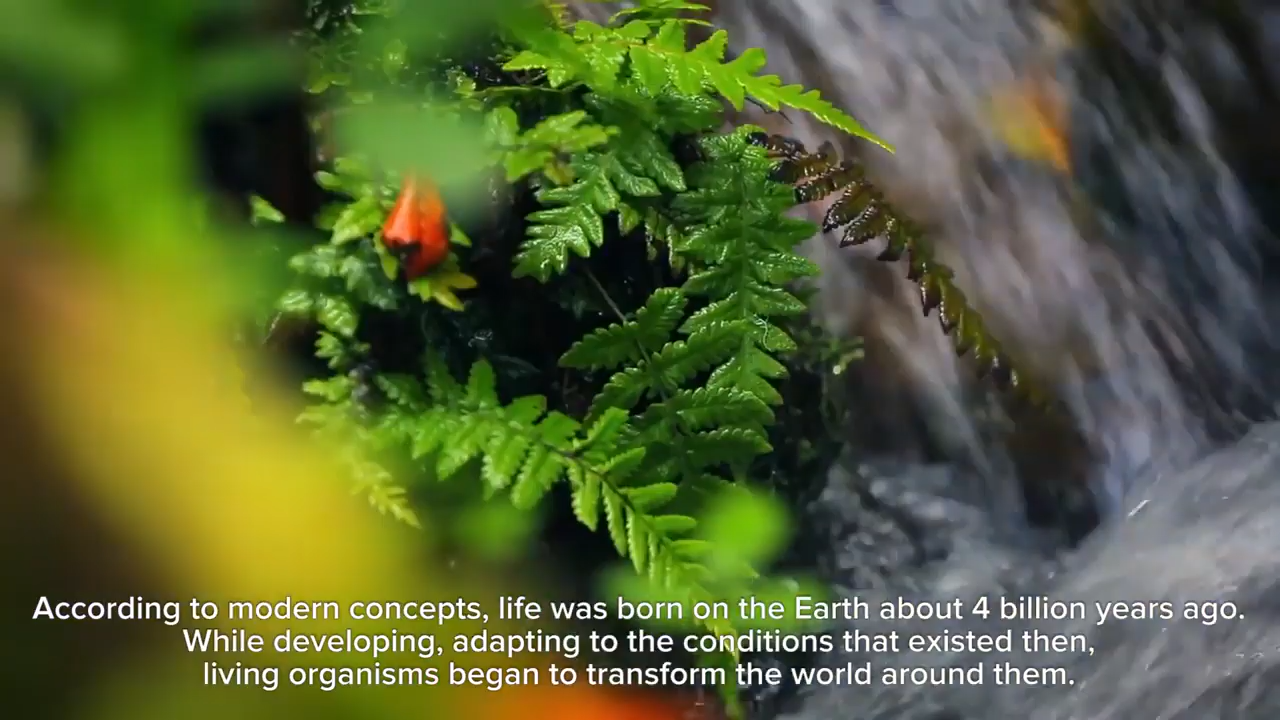 According to modern concepts, life was born on the Earth about 4 billion years ago.
While developing, adapting to the conditions that existed then,
living organisms began to transform the world around them.